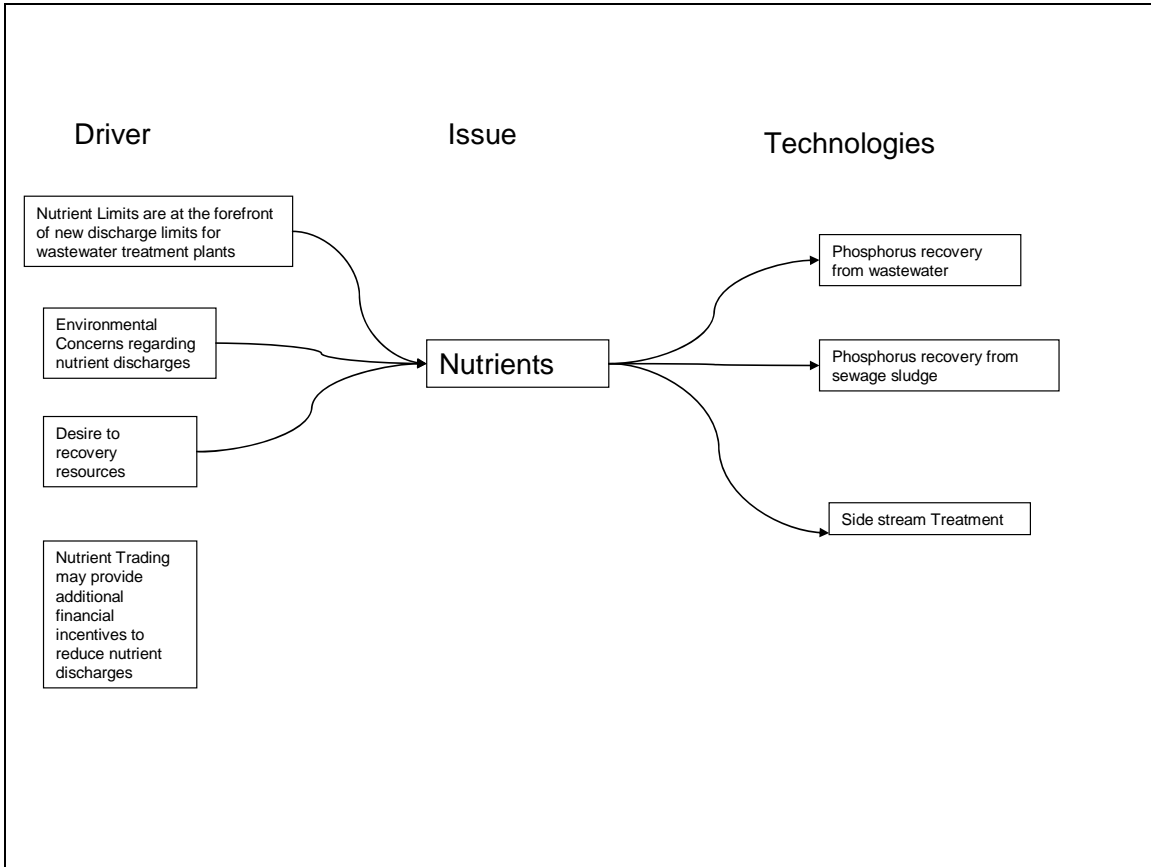 Driver
Issue
Technologies
Nutrient Limits are at the forefront
of new discharge limits for
wastewater treatment plants
Environmental
Concerns regarding
nutrient discharges
Desire to
recovery
resources
Nutrient Trading
may provide
additional
financial
incentives to
reduce nutrient
discharges
Nutrients
Phosphorus recovery
from wastewater
Phosphorus recovery from
sewage sludge
Side stream Treatment